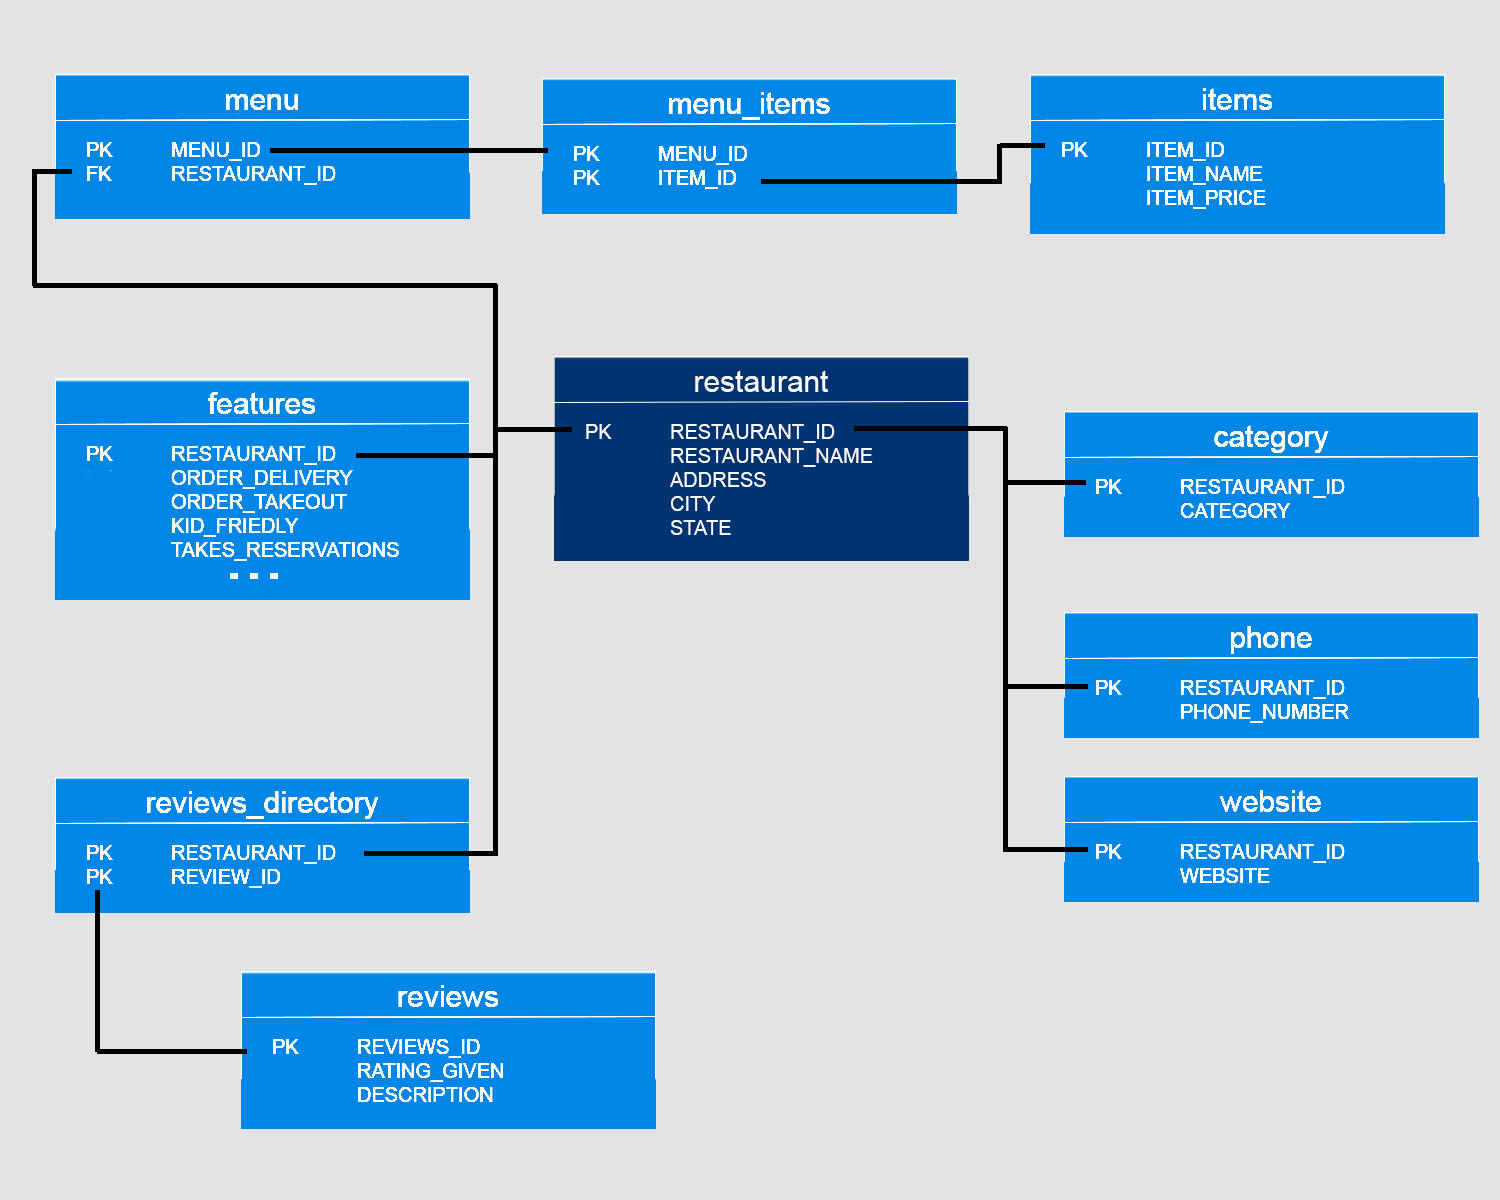 menu
PK MENU_ID
FK RESTAURANT_ID
menu_items
PK MENU_ID
PK ITEM_ID
items
PK ITEM_ID
ITEM_NAME
ITEM_PRICE
features
PK RESTAURANT_ID
ORDER_DELIVERY
ORDER_TAKEOUT
KID_FRIEDLY
TAKES_RESERVATIONS
...
restaurant
PK RESTAURANT_ID
RESTAURANT_NAME
ADDRESS
CITY
STATE
category
PK RESTAURANT_ID
CATEGORY
phone
PK RESTAURANT_ID
PHONE_NUMBER
website
PK RESTAURANT_ID
WEBSITE
reviews_directory
PK RESTAURANT_ID
PK REVIEW_ID
reviews
PK REVIEWS_ID
RATING_GIVEN
DESCRIPTION